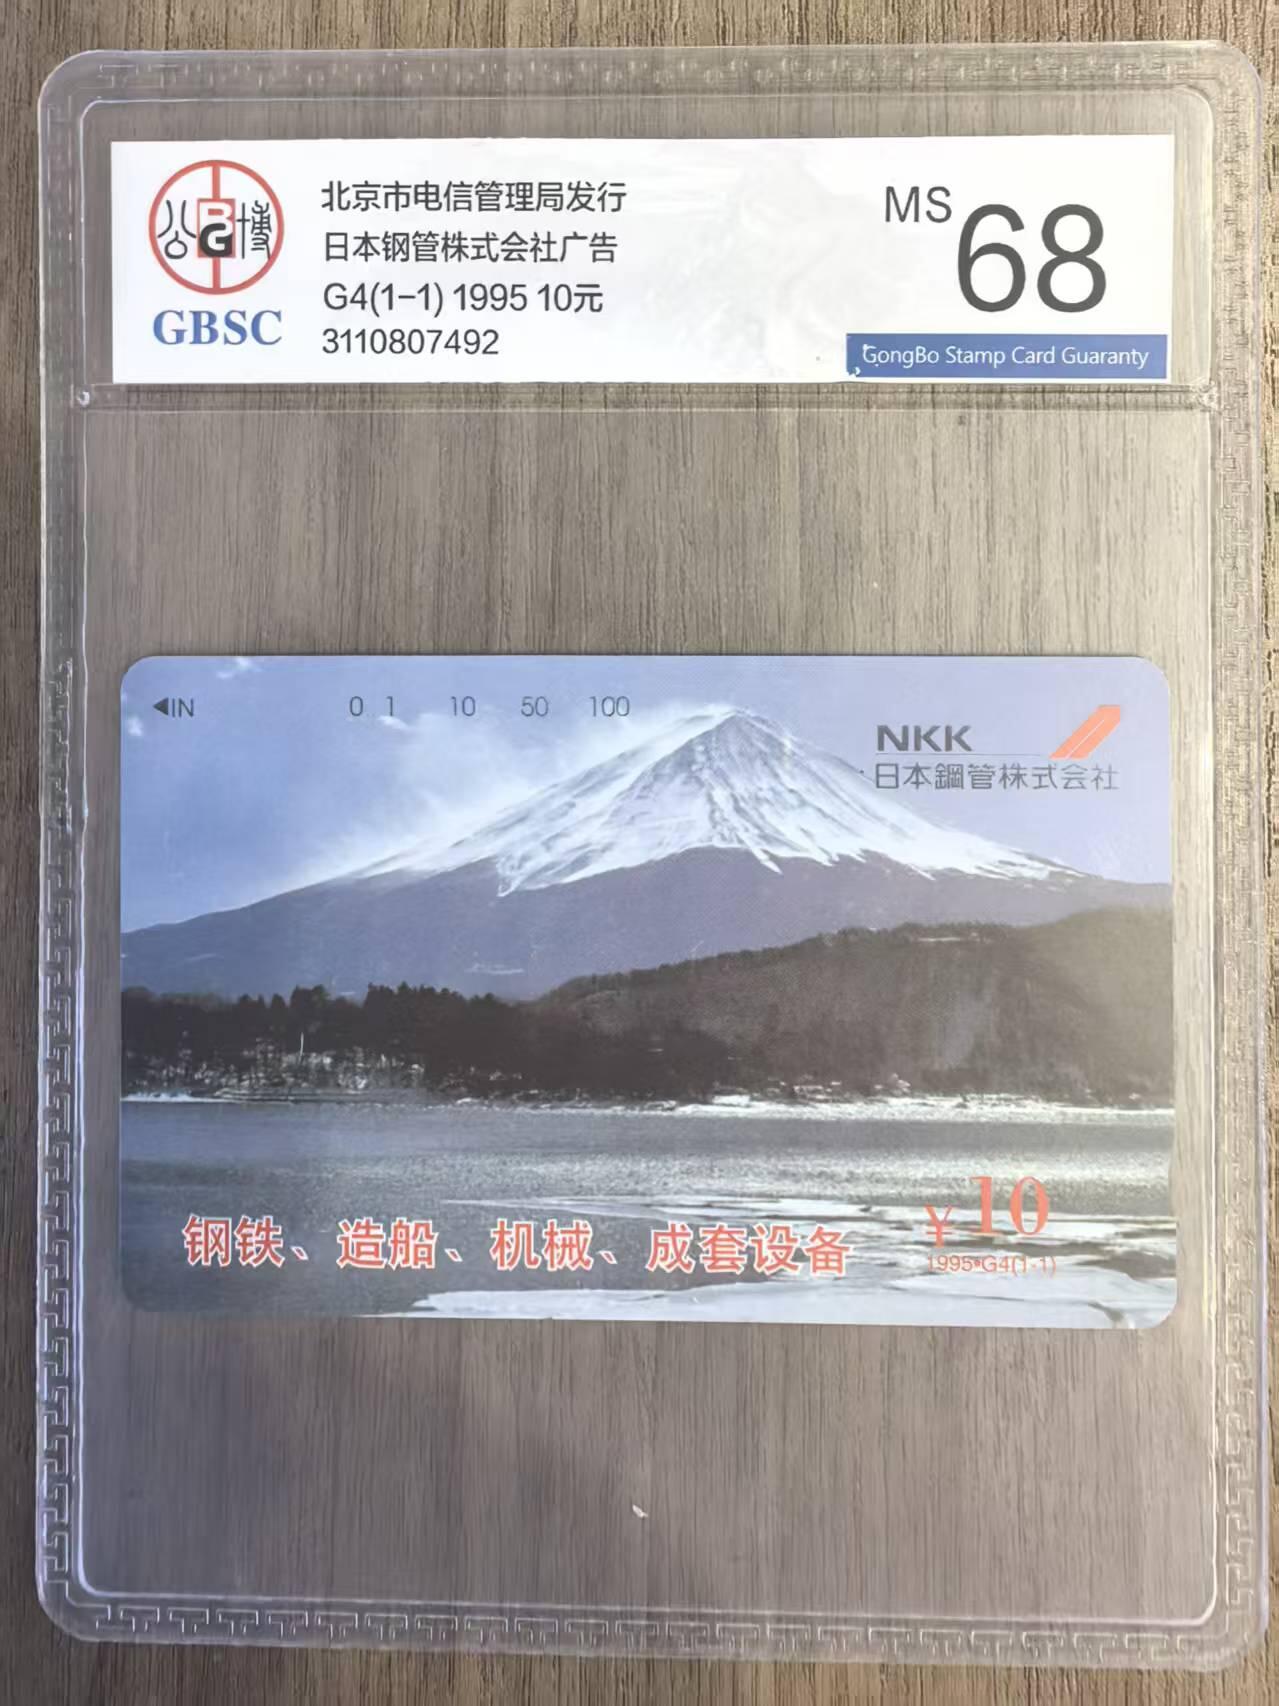 公博
BG
GBSC
北京市电信管理局发行
日本钢管株式会社广告
G4(1-1) 1995 10元
3110807492
MS 68
GongBo Stamp Card Guaranty
◀IN 0 1 10 50 100
NKK
日本鋼管株式会社
钢铁、造船、机械、成套设备
¥10
1995•G4(1-1)